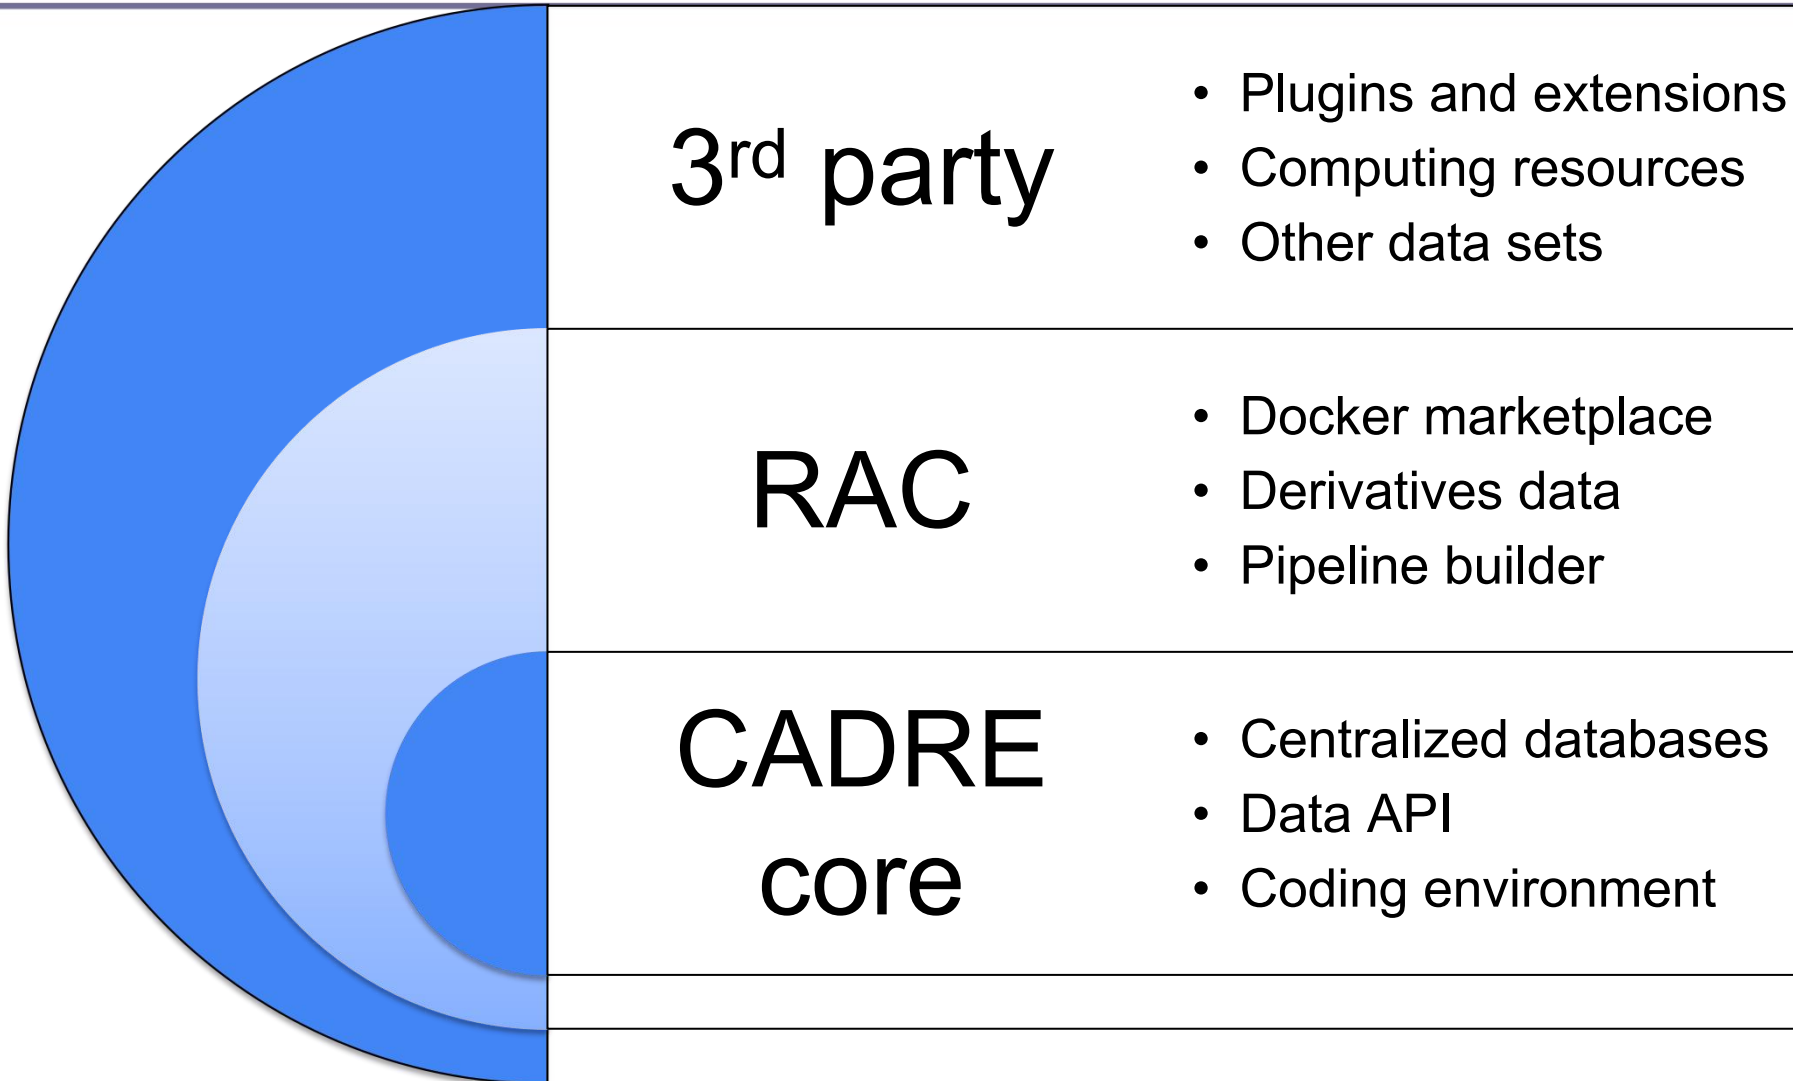 3rd party
• Plugins and extensions
• Computing resources
• Other data sets
RAC
• Docker marketplace
• Derivatives data
• Pipeline builder
CADRE
core
• Centralized databases
• Data API
• Coding environment